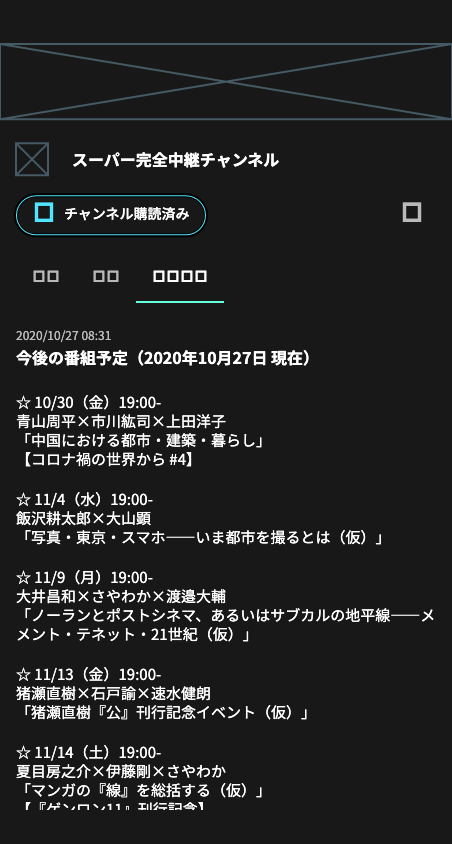 スーパー完全中継チャンネル
チャンネル購読済み
2020/10/27 08:31
今後の番組予定（2020年10月27日 現在）
☆ 10/30（金）19:00-
青山周平×市川紘司×上田洋子
「中国における都市・建築・暮らし」
【コロナ禍の世界から #4】
☆ 11/4（水）19:00-
飯沢耕太郎×大山顕
「写真・東京・スマホ――いま都市を撮るとは（仮）」
☆ 11/9（月）19:00-
大井昌和×さやわか×渡邉大輔
「ノーランとポストシネマ、あるいはサブカルの地平線――メ
メント・テネット・21世紀（仮）」
☆ 11/13（金）19:00-
猪瀬直樹×石戸諭×速水健朗
「猪瀬直樹『公』刊行記念イベント（仮）」
☆ 11/14（土）19:00-
夏目房之介×伊藤剛×さやわか
「マンガの『線』を総括する（仮）」
【『ゲンロン11』刊行記念】